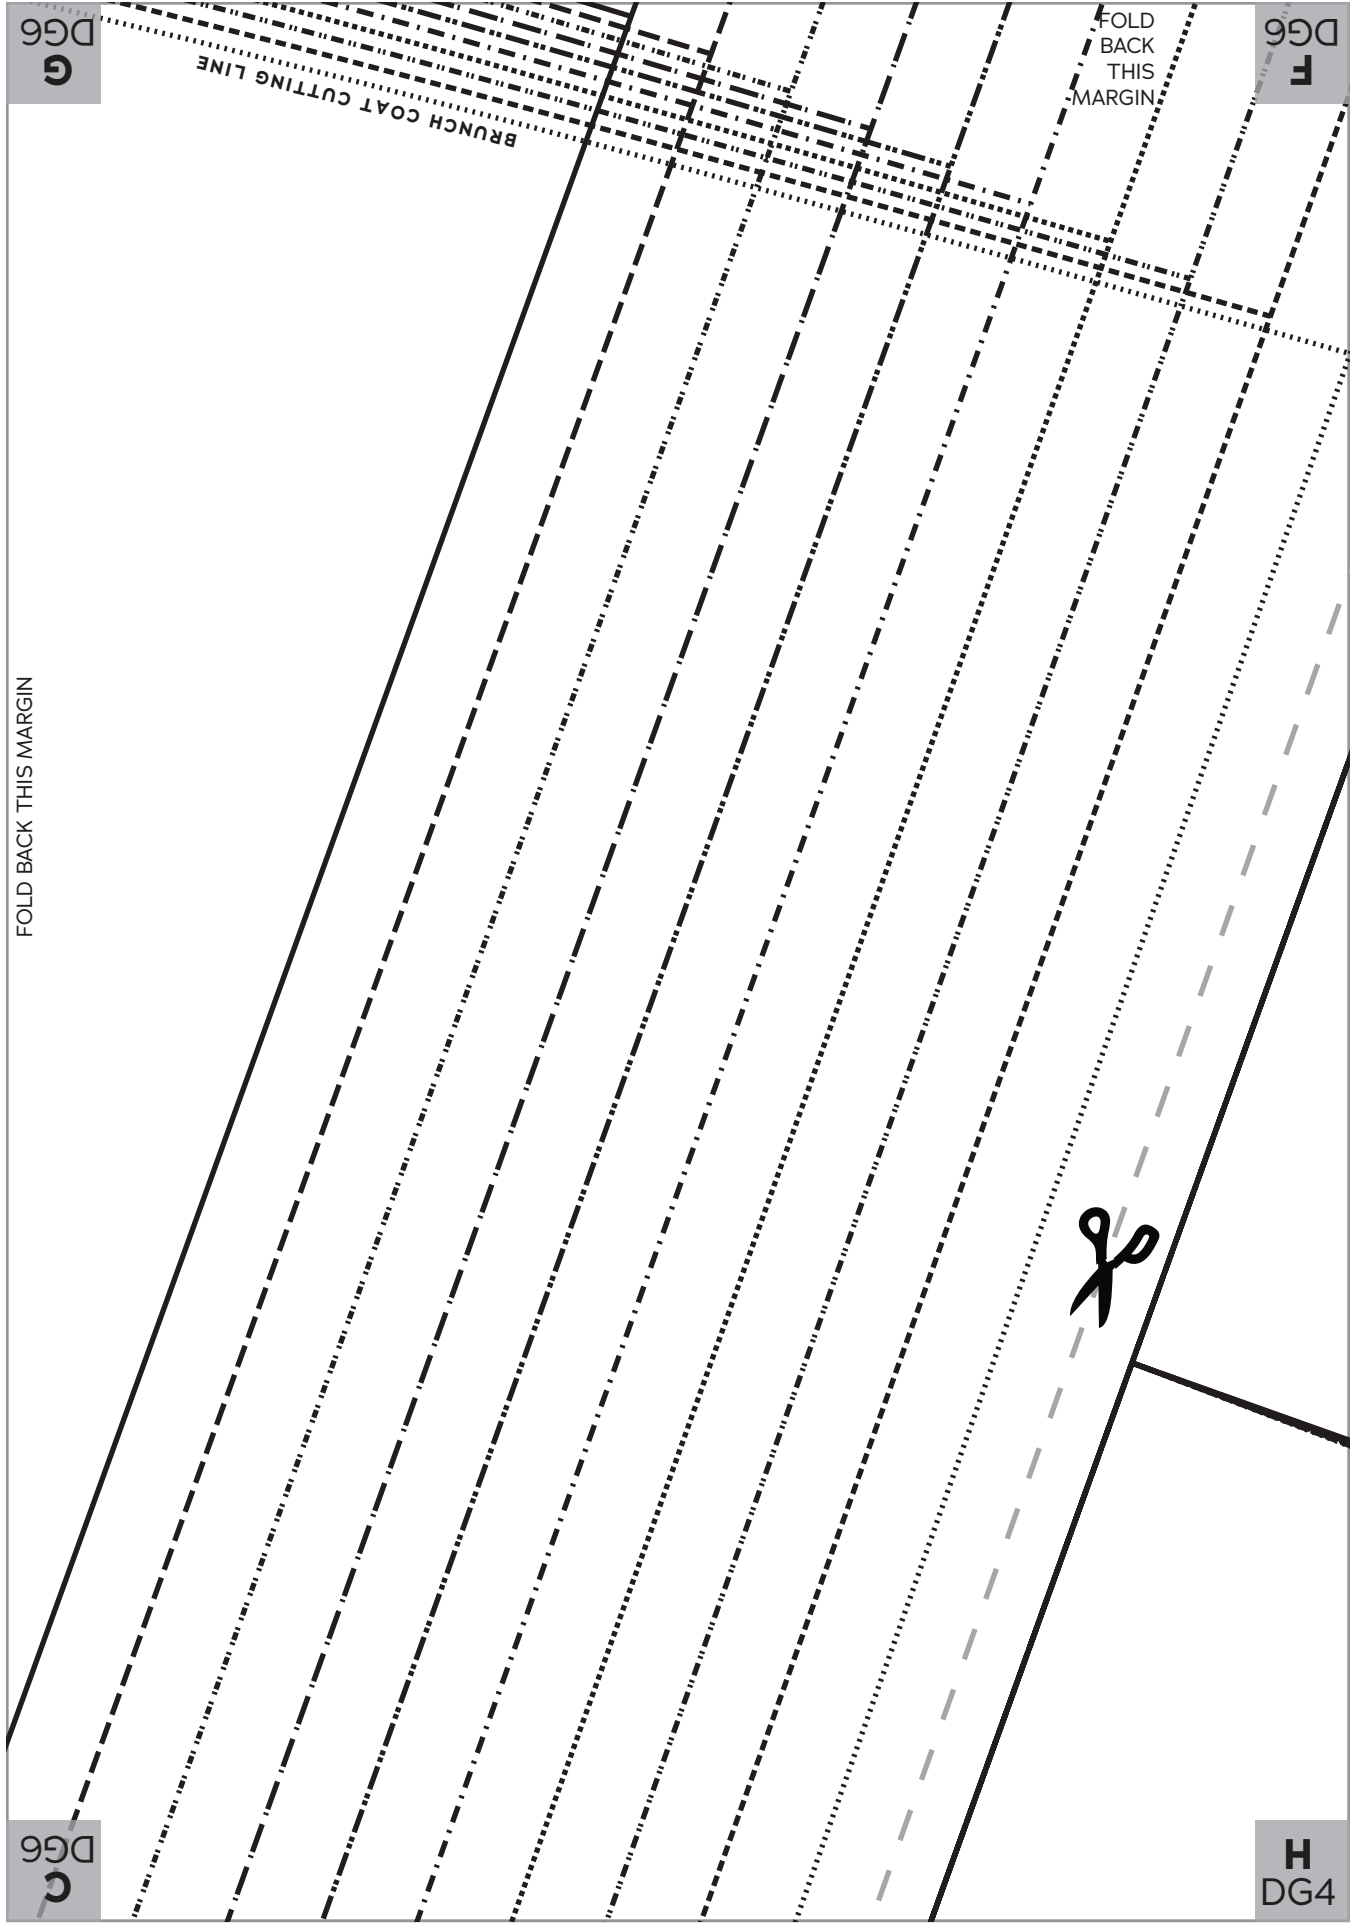 DG6
G
FOLD
BACK
THIS
MARGIN
DG6
F
BRUNCH COAT CUTTING LINE
FOLD BACK THIS MARGIN
DG6
C
H
DG4